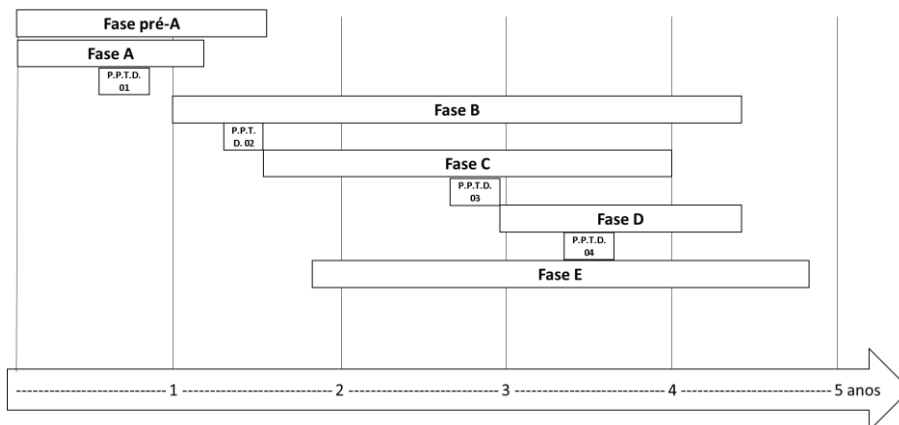 Fase pré-A
Fase A
P.P.T.D.
01
Fase B
P.P.T.
D. 02
Fase C
P.P.T.D.
03
Fase D
P.P.T.D.
04
Fase E
--------------------1--------------------2--------------------3--------------------4--------------------5 anos